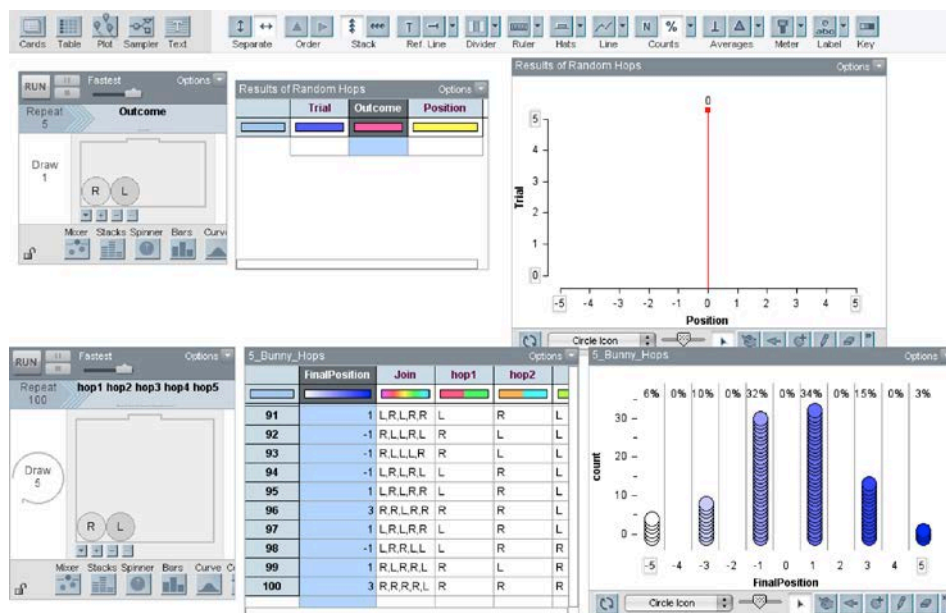 Cards Table Plot Sampler Text Separate Order Stack Ref. Line Divider Ruler Hats Line Counts Averages Meter Label Key
RUN Fastest Options
Repeat 5 Outcome
Draw 1
R L
Mixer Stacks Spinner Bars Curv
Results of Random Hops Options
Trial Outcome Position
Results of Random Hops Options
0
Trial
5
4
3
2
1
0
-5 -4 -3 -2 -1 0 1 2 3 4 5
Position
Circle Icon
RUN Fastest Options
Repeat 100 hop1 hop2 hop3 hop4 hop5
Draw 5
R L
Mixer Stacks Spinner Bars Curve C
5_Bunny_Hops Options
FinalPosition Join hop1 hop2
91 1 L,R,L,R,R L R L
92 -1 R,L,L,R,L R L L
93 -1 R,L,L,L,R R L L
94 -1 L,R,L,R,L L R L
95 1 L,R,L,R,R L R L
96 3 R,R,L,R,R R R L
97 1 L,R,L,R,R L R L
98 -1 L,R,R,L,L L R R
99 1 R,L,R,R,L R L R
100 3 R,R,R,R,L R R R
5_Bunny_Hops Options
6% 0% 10% 0% 32% 0% 34% 0% 15% 0% 3%
count
30
20
10
0
-5 -4 -3 -2 -1 0 1 2 3 4 5
FinalPosition
Circle Icon